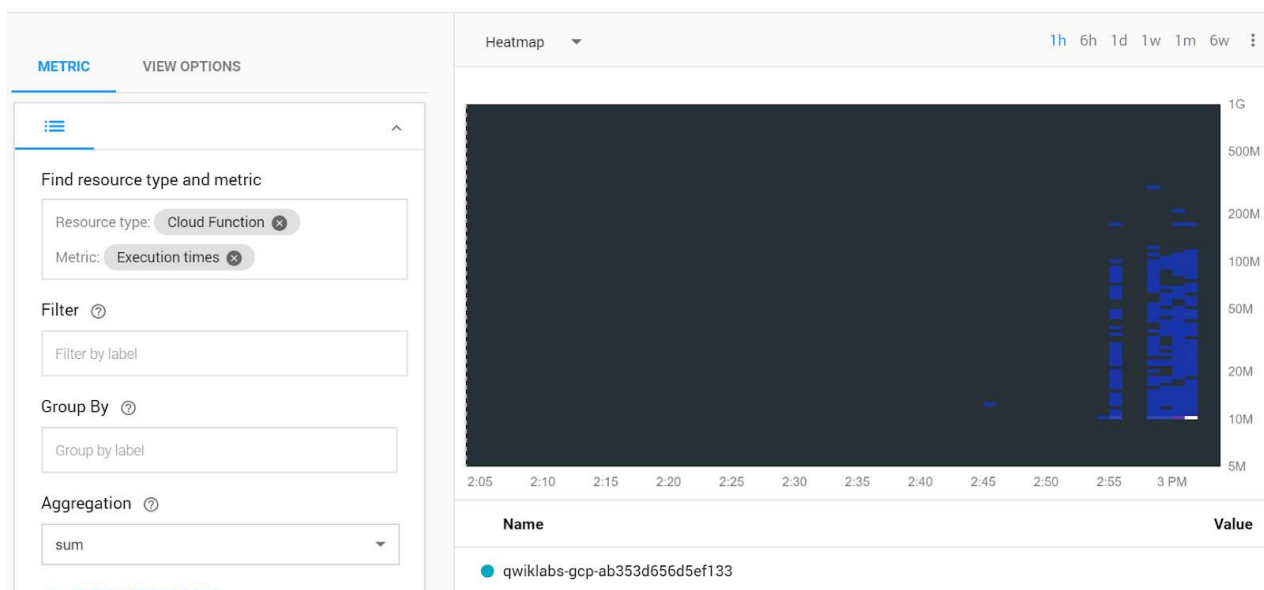 METRIC
VIEW OPTIONS
Find resource type and metric
Resource type: Cloud Function
Metric: Execution times
Filter
Filter by label
Group By
Group by label
Aggregation
sum
Heatmap
1h 6h 1d 1w 1m 6w
1G
500M
200M
100M
50M
20M
10M
5M
2:05 2:10 2:15 2:20 2:25 2:30 2:35 2:40 2:45 2:50 2:55 3 PM
Name Value
qwiklabs-gcp-ab353d656d5ef133